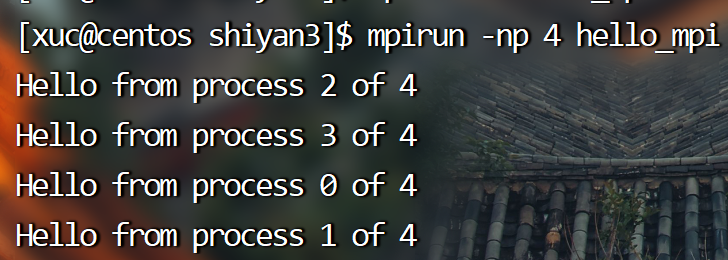 [xuc@centos shiyan3]$ mpirun -np 4 hello_mpi
Hello from process 2 of 4
Hello from process 3 of 4
Hello from process 0 of 4
Hello from process 1 of 4